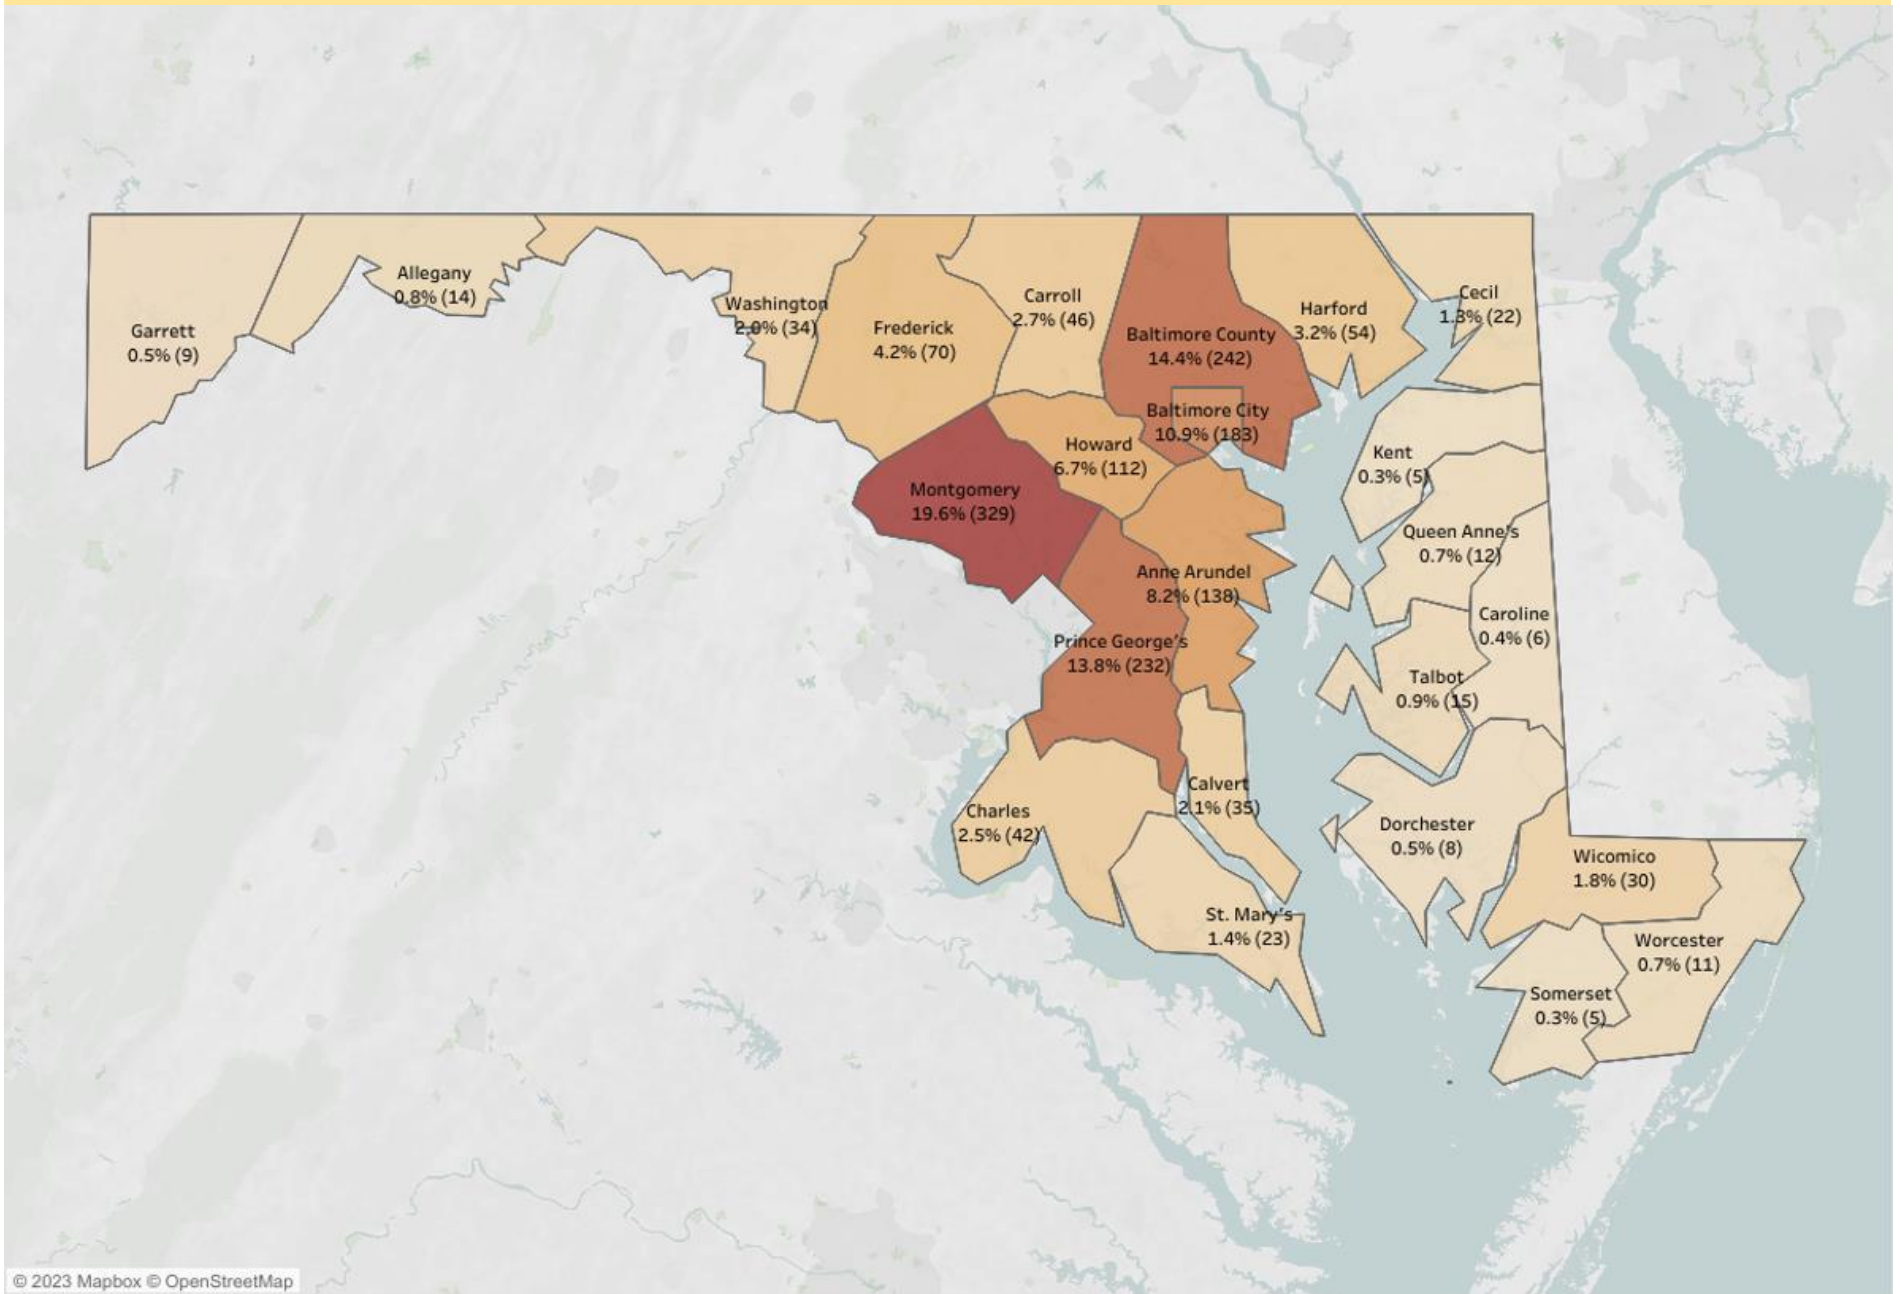 Allegany
0.8% (14)
Garrett
0.5% (9)
Washington
2.0% (34)
Frederick
4.2% (70)
Carroll
2.7% (46)
Baltimore County
14.4% (242)
Harford
3.2% (54)
Cecil
1.3% (22)
Baltimore City
10.9% (183)
Howard
6.7% (112)
Kent
0.3% (5)
Montgomery
19.6% (329)
Queen Anne's
0.7% (12)
Anne Arundel
8.2% (138)
Caroline
0.4% (6)
Prince George's
13.8% (232)
Talbot
0.9% (15)
Calvert
2.1% (35)
Charles
2.5% (42)
Dorchester
0.5% (8)
Wicomico
1.8% (30)
St. Mary's
1.4% (23)
Worcester
0.7% (11)
Somerset
0.3% (5)
© 2023 Mapbox © OpenStreetMap